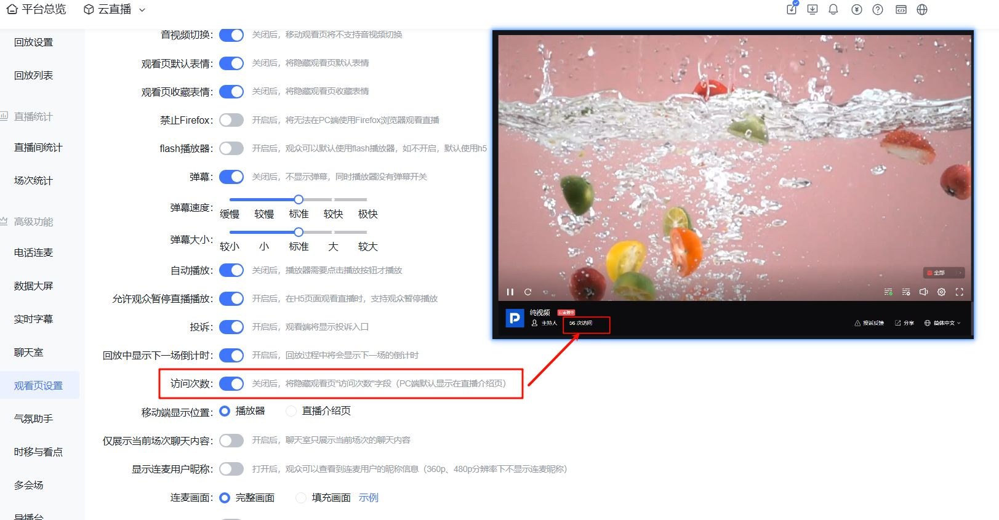 平台总览
云直播
回放设置
回放列表
直播统计
直播间统计
场次统计
高级功能
电话连麦
数据大屏
实时字幕
聊天室
观看页设置
气氛助手
时移与看点
多会场
导播台
音视频切换: 关闭后，移动观看页将不支持音视频切换
观看页默认表情: 关闭后，将隐藏观看页默认表情
观看页收藏表情: 关闭后，将隐藏观看页收藏表情
禁止Firefox: 开启后，将无法在PC端使用Firefox浏览器观看直播
flash播放器: 开启后，观众可以默认使用flash播放器，如不开启，默认使用h5
弹幕: 关闭后，不显示弹幕，同时播放器没有弹幕开关
弹幕速度:
缓慢 较慢 标准 较快 极快
弹幕大小:
较小 小 标准 大 较大
自动播放: 关闭后，播放器需要点击播放按钮才播放
允许观众暂停直播播放: 开启后，在H5页面观看直播时，支持观众暂停播放
投诉: 开启后，观看端将显示投诉入口
回放中显示下一场倒计时: 开启后，回放过程中将会显示下一场的倒计时
访问次数: 关闭后，将隐藏观看页"访问次数"字段（PC端默认显示在直播介绍页）
移动端显示位置: 播放器 直播介绍页
仅展示当前场次聊天内容: 开启后，聊天室只展示当前场次的聊天内容
显示连麦用户昵称: 打开后，观众可以查看到连麦用户的昵称信息（360p、480p分辨率下不显示连麦昵称）
连麦画面: 完整画面 填充画面 示例
全部
纯视频
主持人 56 次访问
投诉反馈 分享 简体中文